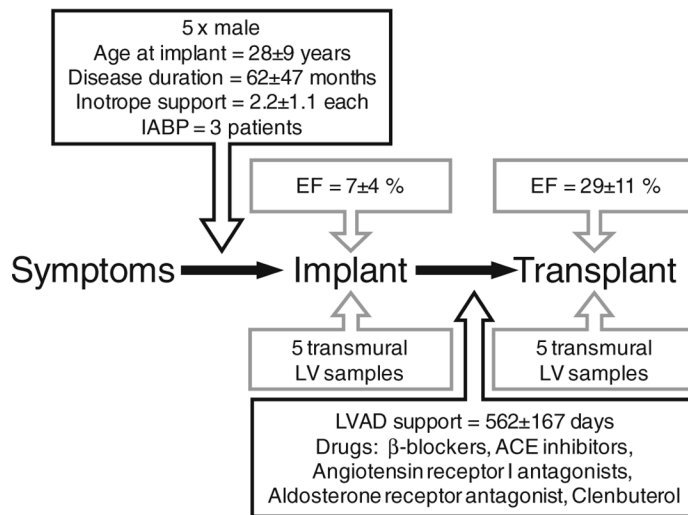 5 x male
Age at implant = 28±9 years
Disease duration = 62±47 months
Inotrope support = 2.2±1.1 each
IABP = 3 patients
EF = 7±4 %
EF = 29±11 %
Symptoms
Implant
Transplant
5 transmural
LV samples
5 transmural
LV samples
LVAD support = 562±167 days
Drugs: β-blockers, ACE inhibitors,
Angiotensin receptor I antagonists,
Aldosterone receptor antagonist, Clenbuterol